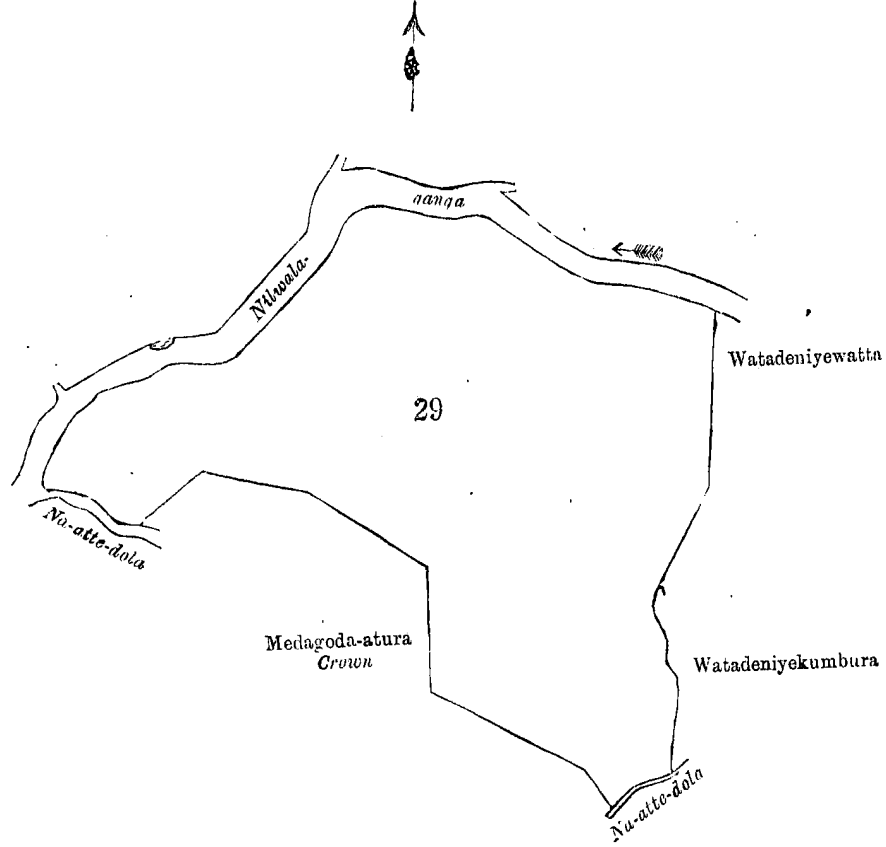 ganga
Nilwala-
Watadeniyewatta
29
Na-atte-dola
Medagoda-atura
Crown
Watadeniyekumbura
Na-atte-dola